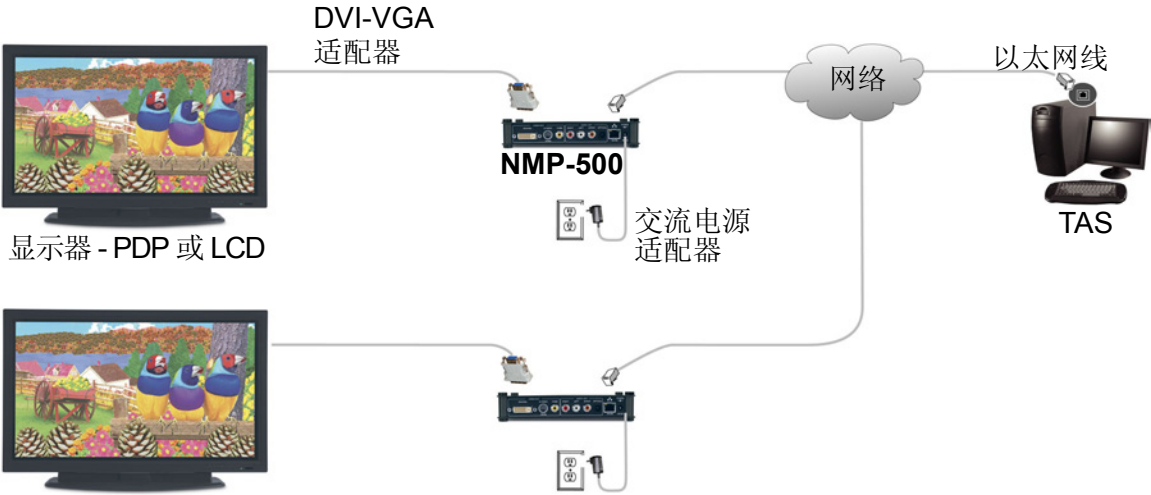 DVI-VGA
适配器
以太网线
网络
NMP-500
交流电源
适配器
TAS
显示器 - PDP 或 LCD